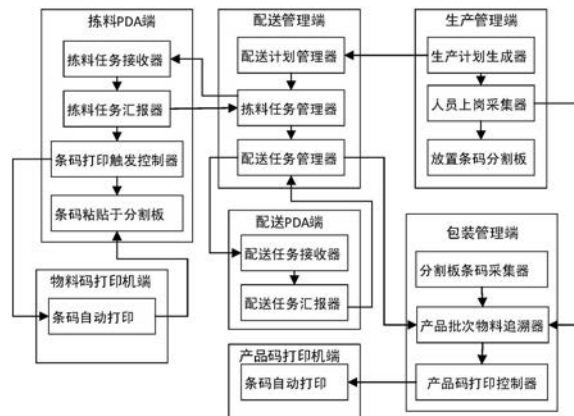 拣料PDA端
拣料任务接收器
拣料任务汇报器
条码打印触发控制器
条码粘贴于分割板
物料码打印机端
条码自动打印
配送管理端
配送计划管理器
拣料任务管理器
配送任务管理器
配送PDA端
配送任务接收器
配送任务汇报器
产品码打印机端
条码自动打印
生产管理端
生产计划生成器
人员上岗采集器
放置条码分割板
包装管理端
分割板条码采集器
产品批次物料追溯器
产品码打印控制器